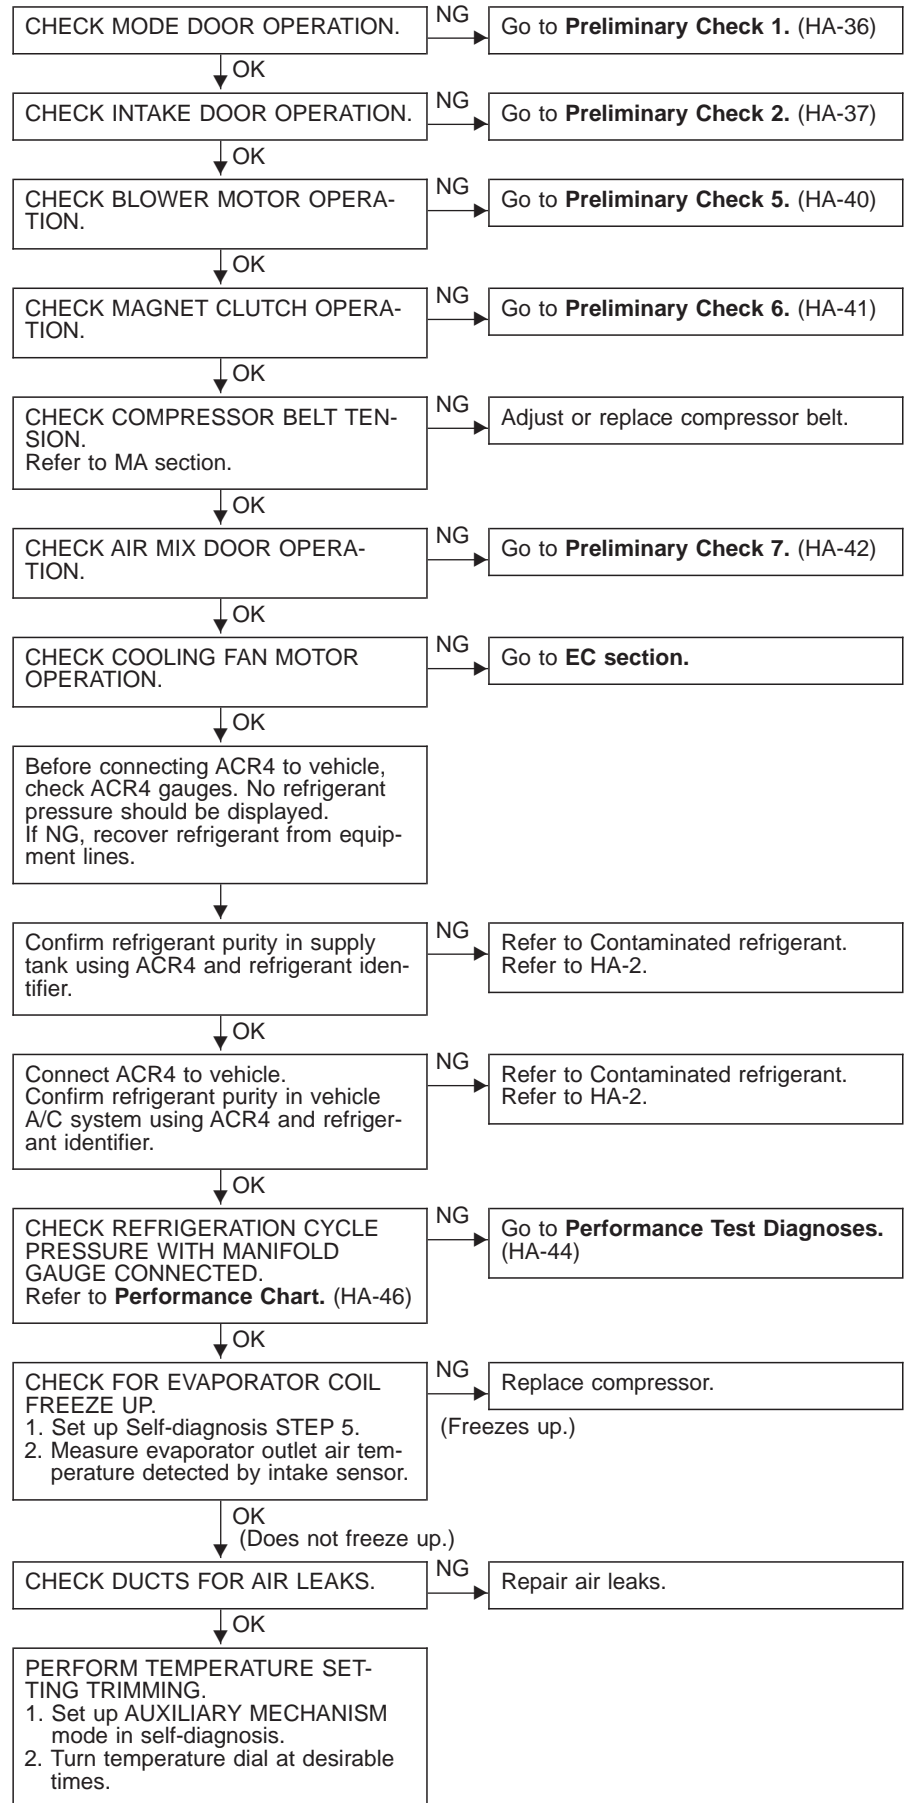 CHECK MODE DOOR OPERATION.
NG
Go to Preliminary Check 1. (HA-36)
OK
CHECK INTAKE DOOR OPERATION.
NG
Go to Preliminary Check 2. (HA-37)
OK
CHECK BLOWER MOTOR OPERA-
TION.
NG
Go to Preliminary Check 5. (HA-40)
OK
CHECK MAGNET CLUTCH OPERA-
TION.
NG
Go to Preliminary Check 6. (HA-41)
OK
CHECK COMPRESSOR BELT TEN-
SION.
Refer to MA section.
NG
Adjust or replace compressor belt.
OK
CHECK AIR MIX DOOR OPERA-
TION.
NG
Go to Preliminary Check 7. (HA-42)
OK
CHECK COOLING FAN MOTOR
OPERATION.
NG
Go to EC section.
OK
Before connecting ACR4 to vehicle,
check ACR4 gauges. No refrigerant
pressure should be displayed.
If NG, recover refrigerant from equip-
ment lines.
Confirm refrigerant purity in supply
tank using ACR4 and refrigerant iden-
tifier.
NG
Refer to Contaminated refrigerant.
Refer to HA-2.
OK
Connect ACR4 to vehicle.
Confirm refrigerant purity in vehicle
A/C system using ACR4 and refriger-
ant identifier.
NG
Refer to Contaminated refrigerant.
Refer to HA-2.
OK
CHECK REFRIGERATION CYCLE
PRESSURE WITH MANIFOLD
GAUGE CONNECTED.
Refer to Performance Chart. (HA-46)
NG
Go to Performance Test Diagnoses.
(HA-44)
OK
CHECK FOR EVAPORATOR COIL
FREEZE UP.
1. Set up Self-diagnosis STEP 5.
2. Measure evaporator outlet air tem-
perature detected by intake sensor.
NG
(Freezes up.)
Replace compressor.
OK
(Does not freeze up.)
CHECK DUCTS FOR AIR LEAKS.
NG
Repair air leaks.
OK
PERFORM TEMPERATURE SET-
TING TRIMMING.
1. Set up AUXILIARY MECHANISM
mode in self-diagnosis.
2. Turn temperature dial at desirable
times.